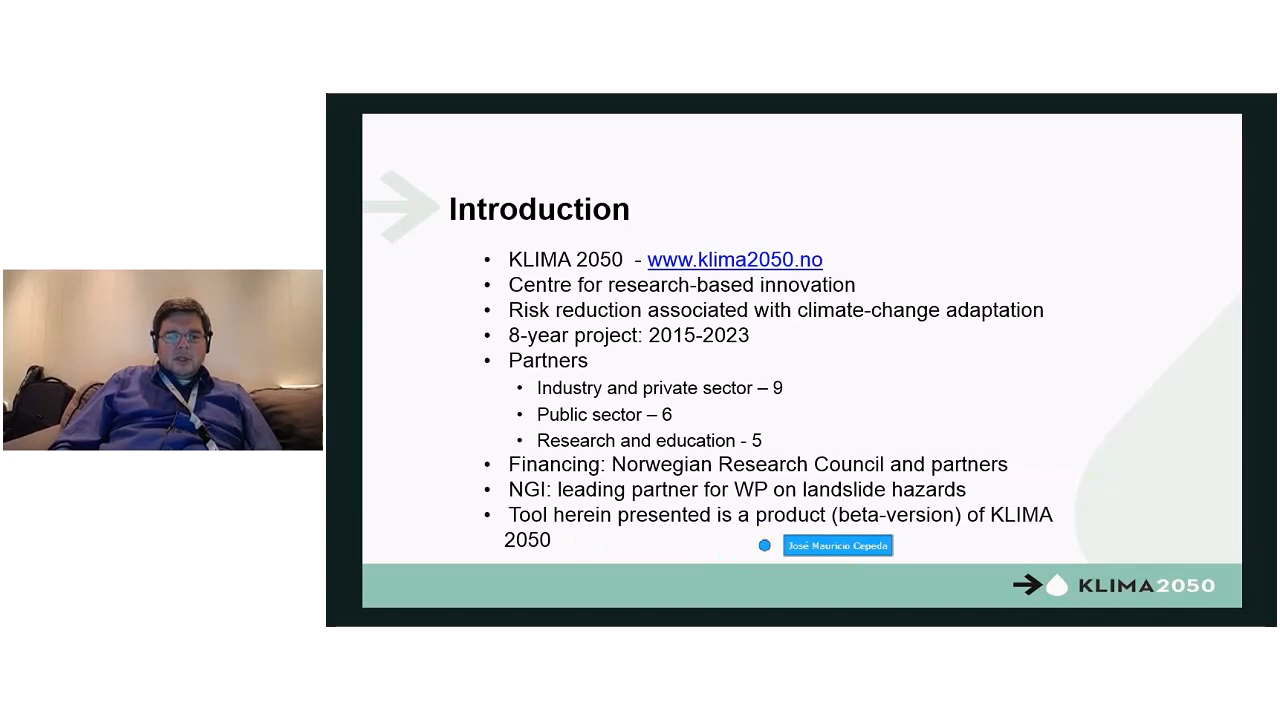 Introduction
• KLIMA 2050 - www.klima2050.no
• Centre for research-based innovation
• Risk reduction associated with climate-change adaptation
• 8-year project: 2015-2023
• Partners
• Industry and private sector – 9
• Public sector – 6
• Research and education - 5
• Financing: Norwegian Research Council and partners
• NGI: leading partner for WP on landslide hazards
• Tool herein presented is a product (beta-version) of KLIMA
2050
José Mauricio Cepeda
KLIMA2050